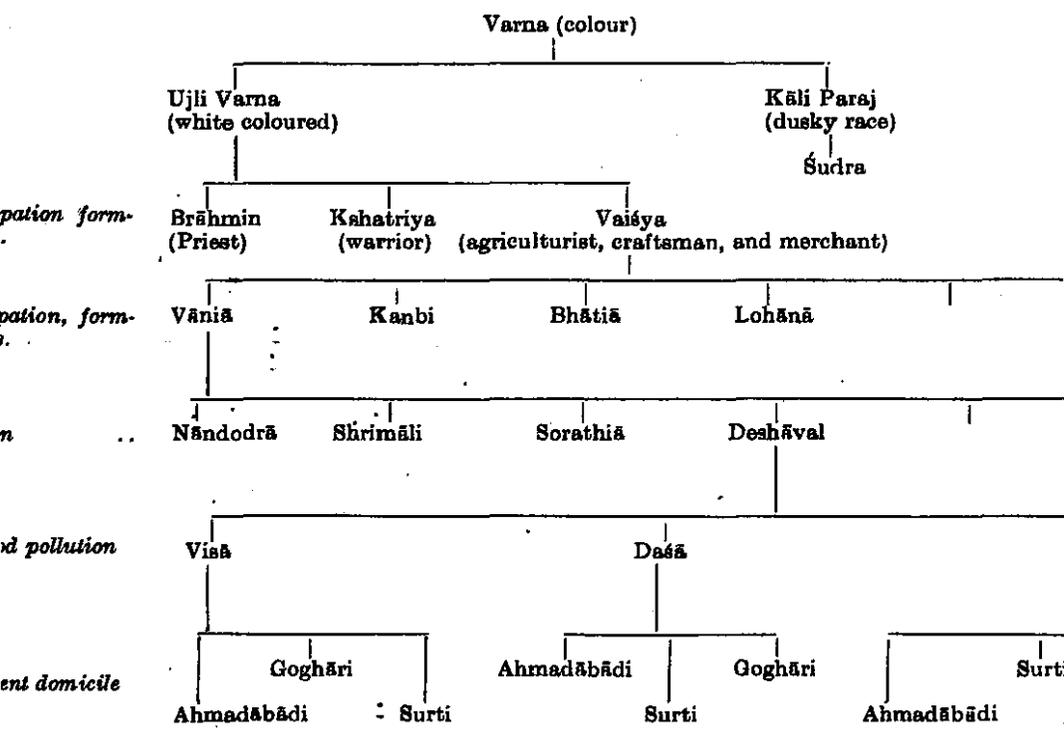 Varna (colour)
Ujli Varna Kāli Paraj
(white coloured) (dusky race)
Śudra
pation form-
Brāhmin Kshatriya Vaiśya
(Priest) (warrior) (agriculturist, craftsman, and merchant)
pation, form- Vāniā Kanbi Bhātiā Lohānā
n .. Nāndodrā Shrimāli Sorathiā Deshāval
od pollution Visā Daśā
Goghāri Ahmadābādi Goghāri Surti
ent domicile
Ahmadābādi Surti Surti Ahmadābādi